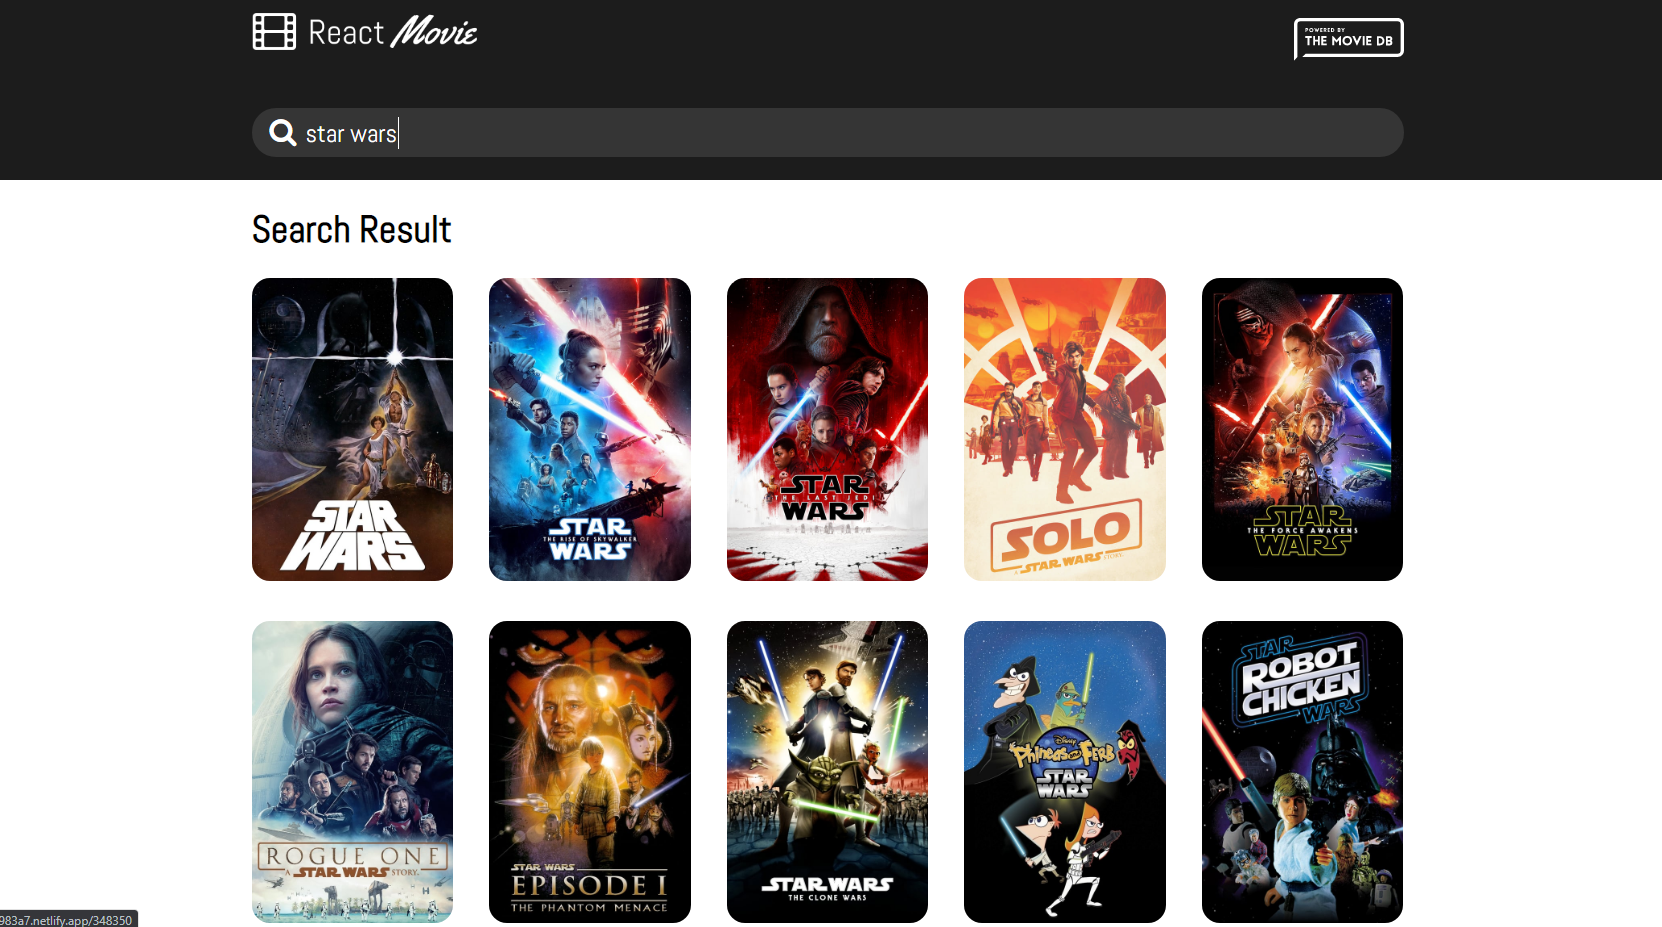 React Movie
POWERED BY
THE MOVIE DB
star wars
Search Result
STAR
WARS
STAR
THE RISE OF SKYWALKER
WARS
STAR
THE LAST JEDI
WARS
SOLO
A STAR WARS STORY
STAR
THE FORCE AWAKENS
WARS
ROGUE ONE
A STAR WARS STORY
STAR WARS
EPISODE I
THE PHANTOM MENACE
STAR WARS
THE CLONE WARS
Disney
Phineas and Ferb
STAR
WARS
STAR
ROBOT
CHICKEN
WARS
983a7.netlify.app/348350